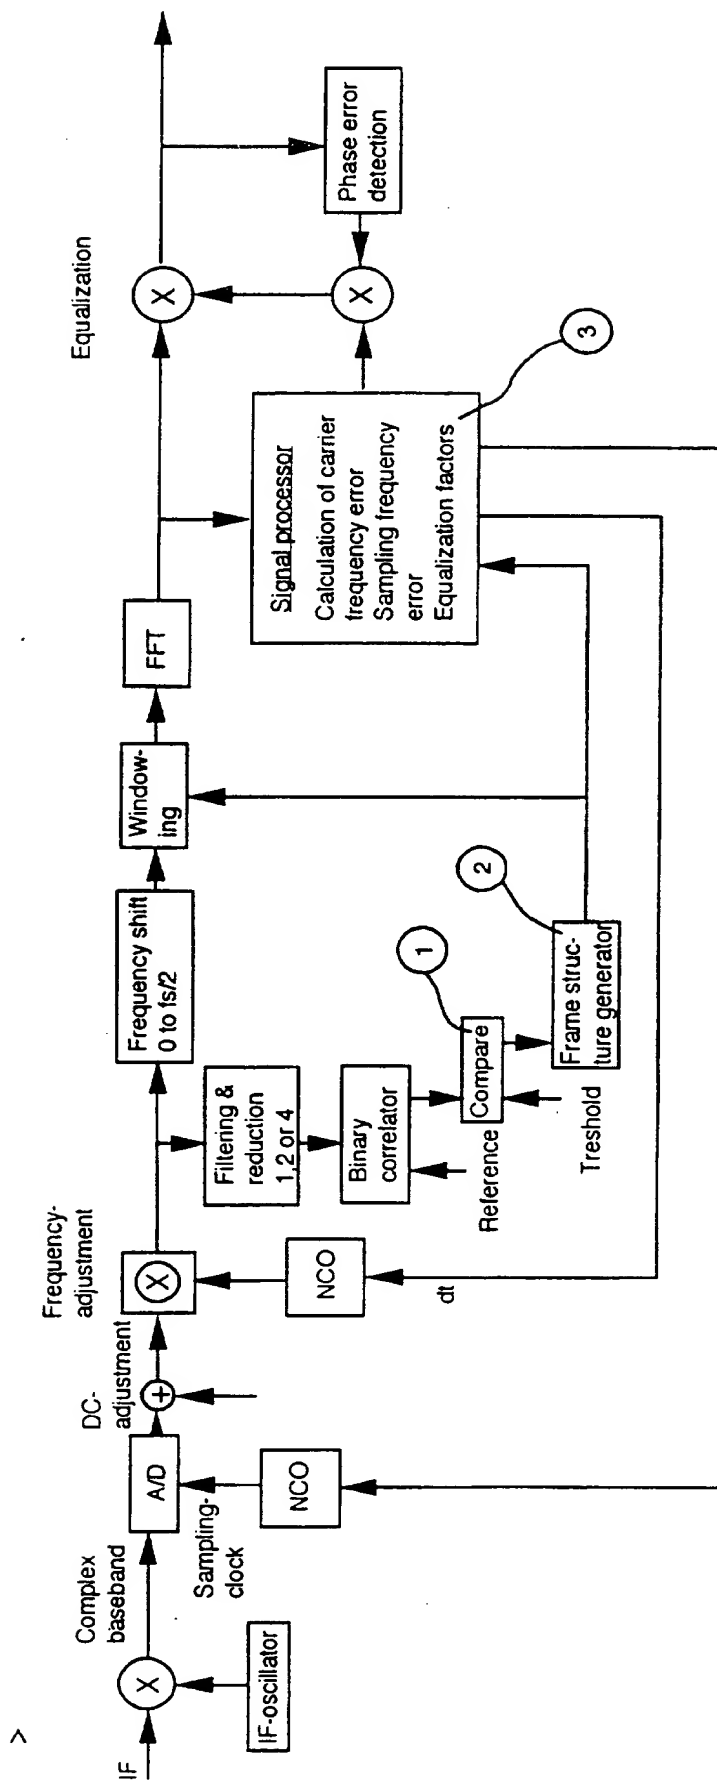 >
IF
X
IF-oscillator
Complex
baseband
A/D
Sampling-
clock
NCO
DC-
adjustment
+
Frequency-
adjustment
X
NCO
dt
Frequency shift
0 to fs/2
Filtering &
reduction
1,2 or 4
Binary
correlator
Reference
Compare
1
Treshold
Frame struc-
ture generator
2
Window-
ing
FFT
Signal processor
Calculation of carrier
frequency error
Sampling frequency
error
Equalization factors
3
Equalization
X
X
Phase error
detection